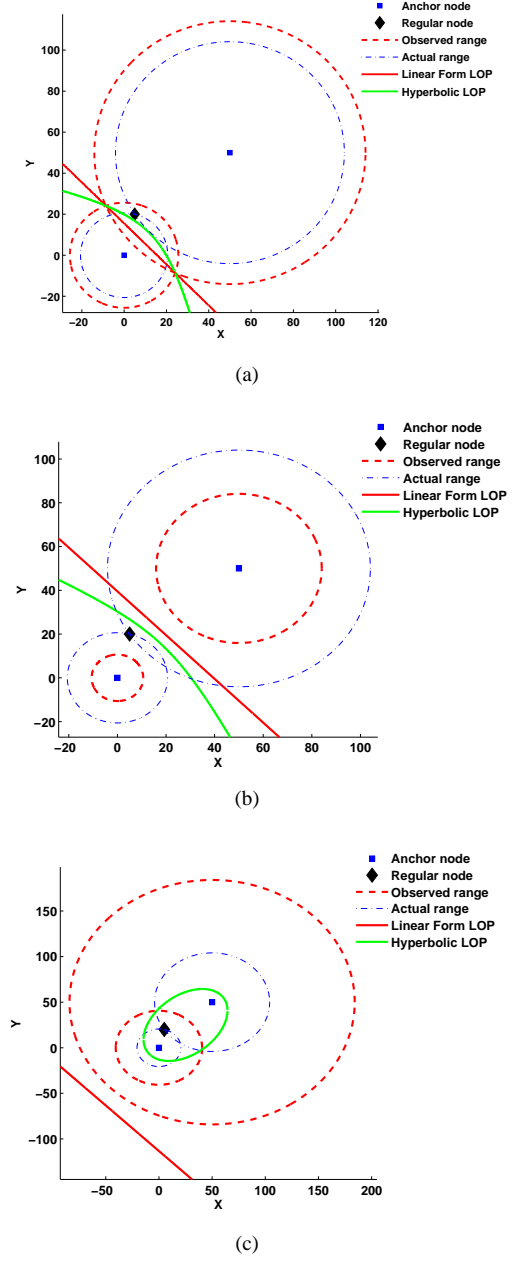 Anchor node
Regular node
Observed range
Actual range
Linear Form LOP
Hyperbolic LOP
100
80
60
40
20
0
−20
Y
−20 0 20 40 60 80 100 120
X
(a)
Anchor node
Regular node
Observed range
Actual range
Linear Form LOP
Hyperbolic LOP
100
80
60
40
20
0
−20
Y
−20 0 20 40 60 80 100
X
(b)
Anchor node
Regular node
Observed range
Actual range
Linear Form LOP
Hyperbolic LOP
150
100
50
0
−50
−100
Y
−50 0 50 100 150 200
X
(c)